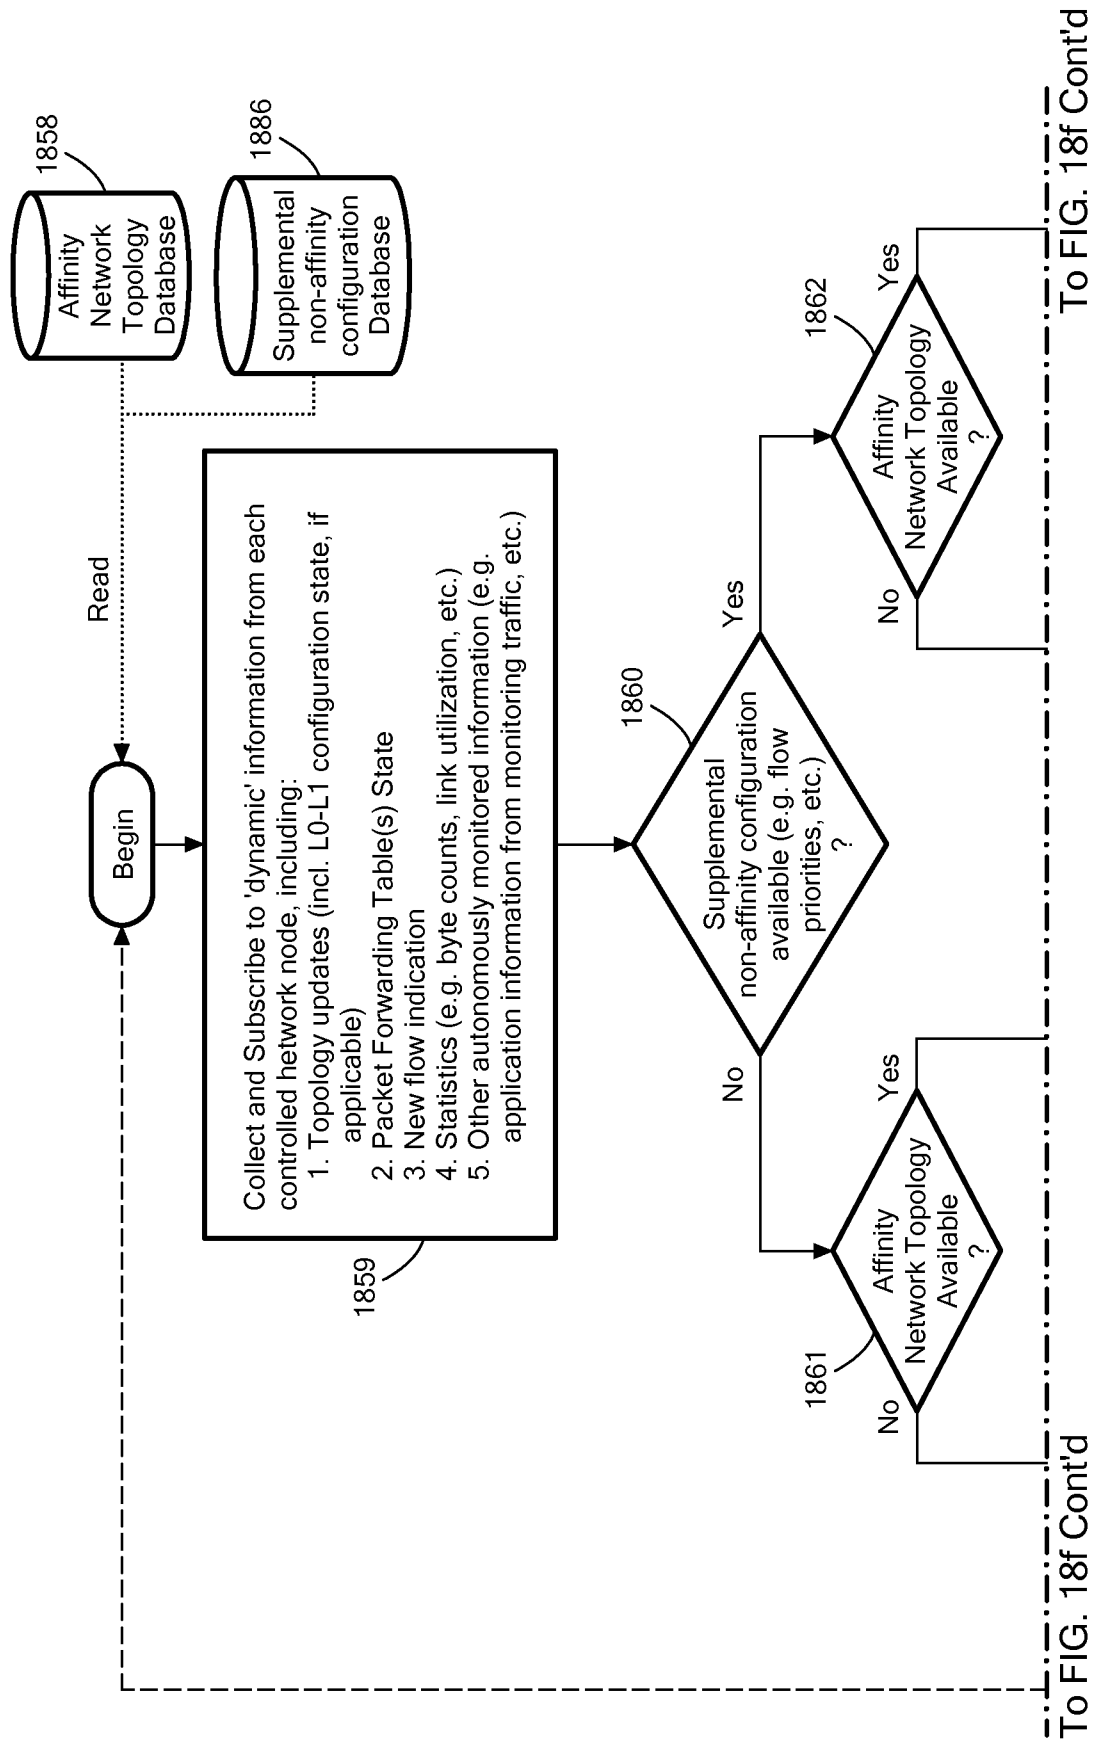 1858
Affinity
Network
Topology
Database
1886
Supplemental
non-affinity
configuration
Database
Read
Begin
1859
Collect and Subscribe to 'dynamic' information from each
controlled network node, including:
1. Topology updates (incl. L0-L1 configuration state, if
applicable)
2. Packet Forwarding Table(s) State
3. New flow indication
4. Statistics (e.g. byte counts, link utilization, etc.)
5. Other autonomously monitored information (e.g.
application information from monitoring traffic, etc.)
1860
Supplemental
non-affinity configuration
available (e.g. flow
priorities, etc.)
?
No
Yes
1861
Affinity
Network Topology
Available
?
No
Yes
1862
Affinity
Network Topology
Available
?
No
Yes
To FIG. 18f Cont'd
To FIG. 18f Cont'd